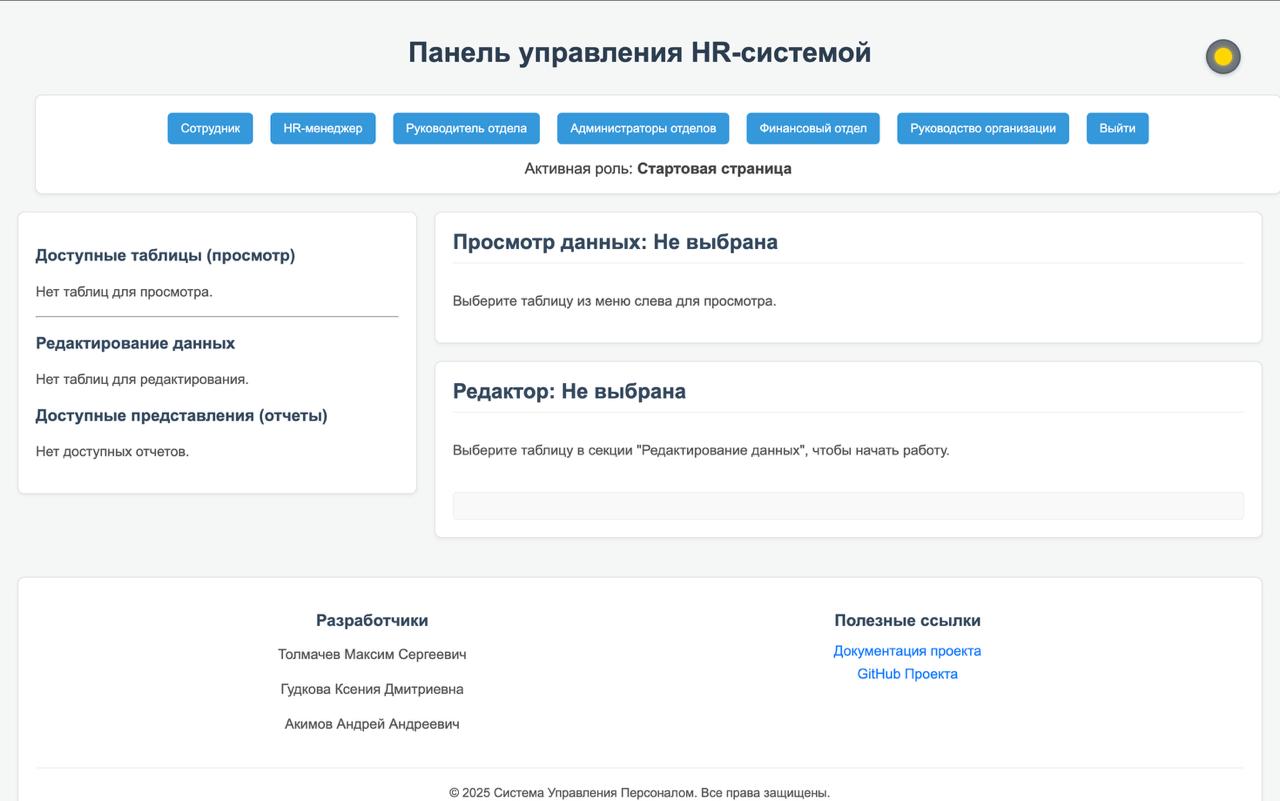 Панель управления HR-системой
Сотрудник
HR-менеджер
Руководитель отдела
Администраторы отделов
Финансовый отдел
Руководство организации
Выйти
Активная роль: Стартовая страница
Доступные таблицы (просмотр)
Нет таблиц для просмотра.
Редактирование данных
Нет таблиц для редактирования.
Доступные представления (отчеты)
Нет доступных отчетов.
Просмотр данных: Не выбрана
Выберите таблицу из меню слева для просмотра.
Редактор: Не выбрана
Выберите таблицу в секции "Редактирование данных", чтобы начать работу.
Разработчики
Толмачев Максим Сергеевич
Гудкова Ксения Дмитриевна
Акимов Андрей Андреевич
Полезные ссылки
Документация проекта
GitHub Проекта
© 2025 Система Управления Персоналом. Все права защищены.